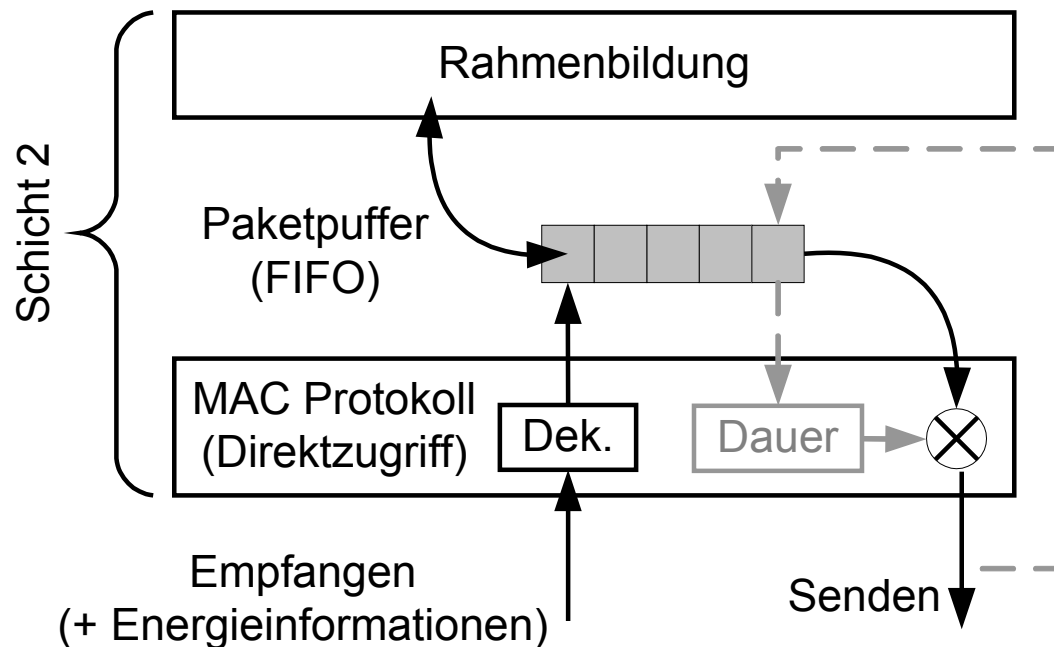 Rahmenbildung
Schicht 2
Paketpuffer
(FIFO)
MAC Protokoll
(Direktzugriff)
Dek.
Dauer
Empfangen
(+ Energieinformationen)
Senden